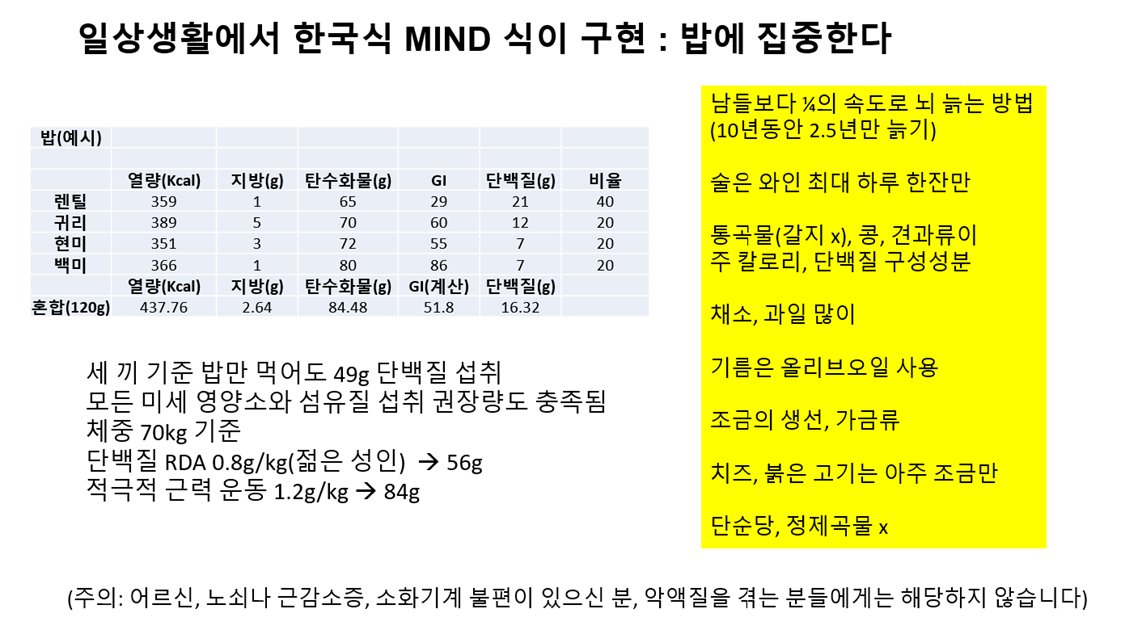 일상생활에서 한국식 MIND 식이 구현 : 밥에 집중한다
밥(예시)
열량(Kcal) 지방(g) 탄수화물(g) GI 단백질(g) 비율
렌틸 359 1 65 29 21 40
귀리 389 5 70 60 12 20
현미 351 3 72 55 7 20
백미 366 1 80 86 7 20
열량(Kcal) 지방(g) 탄수화물(g) GI(계산) 단백질(g)
혼합(120g) 437.76 2.64 84.48 51.8 16.32
세 끼 기준 밥만 먹어도 49g 단백질 섭취
모든 미세 영양소와 섬유질 섭취 권장량도 충족됨
체중 70kg 기준
단백질 RDA 0.8g/kg(젊은 성인) → 56g
적극적 근력 운동 1.2g/kg → 84g
남들보다 ¼의 속도로 뇌 늙는 방법
(10년동안 2.5년만 늙기)
술은 와인 최대 하루 한잔만
통곡물(갈지 x), 콩, 견과류이
주 칼로리, 단백질 구성성분
채소, 과일 많이
기름은 올리브오일 사용
조금의 생선, 가금류
치즈, 붉은 고기는 아주 조금만
단순당, 정제곡물 x
(주의: 어르신, 노쇠나 근감소증, 소화기계 불편이 있으신 분, 악액질을 겪는 분들에게는 해당하지 않습니다)